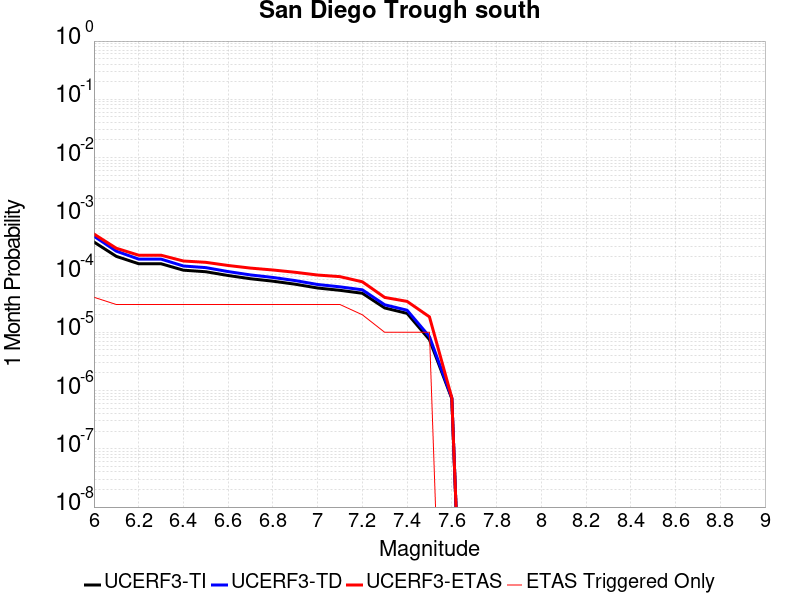 San Diego Trough south
10 0
10 -1
10 -2
10 -3
10 -4
10 -5
10 -6
10 -7
10 -8
1 Month Probability
6 6.2 6.4 6.6 6.8 7 7.2 7.4 7.6 7.8 8 8.2 8.4 8.6 8.8 9
Magnitude
UCERF3-TI UCERF3-TD UCERF3-ETAS ETAS Triggered Only